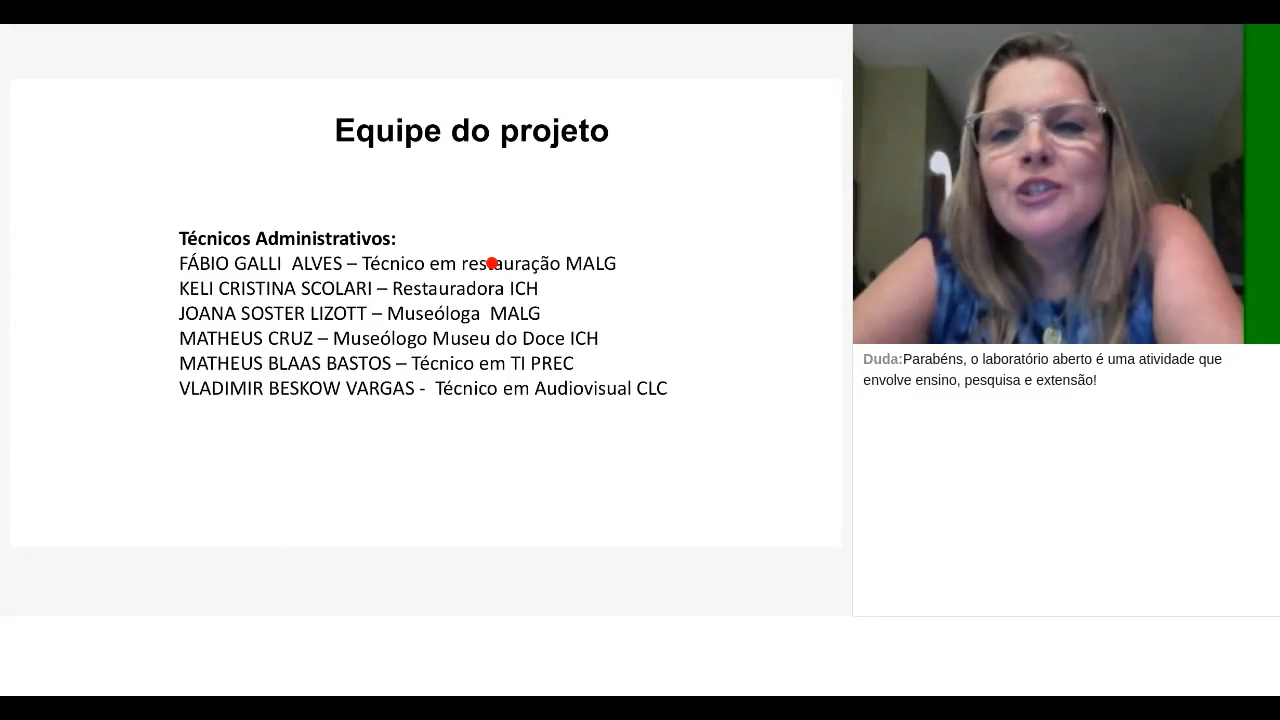 Equipe do projeto
Técnicos Administrativos:
FÁBIO GALLI  ALVES – Técnico em restauração MALG
KELI CRISTINA SCOLARI – Restauradora ICH
JOANA SOSTER LIZOTT – Museóloga  MALG
MATHEUS CRUZ – Museólogo Museu do Doce ICH
MATHEUS BLAAS BASTOS – Técnico em TI PREC
VLADIMIR BESKOW VARGAS -  Técnico em Audiovisual CLC
Duda:Parabéns, o laboratório aberto é uma atividade que
envolve ensino, pesquisa e extensão!